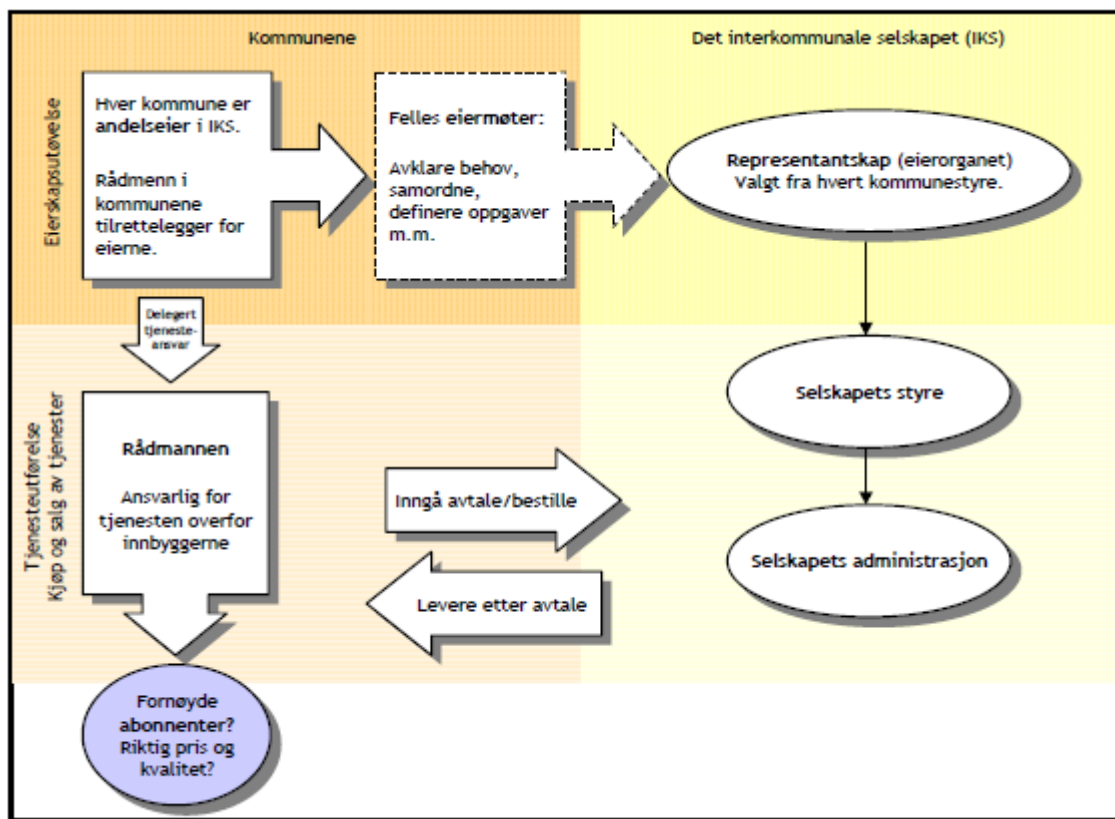 Kommunene
Det interkommunale selskapet (IKS)
Eierskapsutøvelse
Hver kommune er
andelseier i IKS.
Rådmenn i
kommunene
tilrettelegger for
eierne.
Felles eiermøter:
Avklare behov,
samordne,
definere oppgaver
m.m.
Representantskap (eierorganet)
Valgt fra hvert kommunestyre.
Delegert
tjeneste-
ansvar
Tjenesteutførelse
Kjøp og salg av tjenester
Rådmannen
Ansvarlig for
tjenesten overfor
innbyggerne
Inngå avtale/bestille
Levere etter avtale
Selskapets styre
Selskapets administrasjon
Fornøyde
abonnenter?
Riktig pris og
kvalitet?